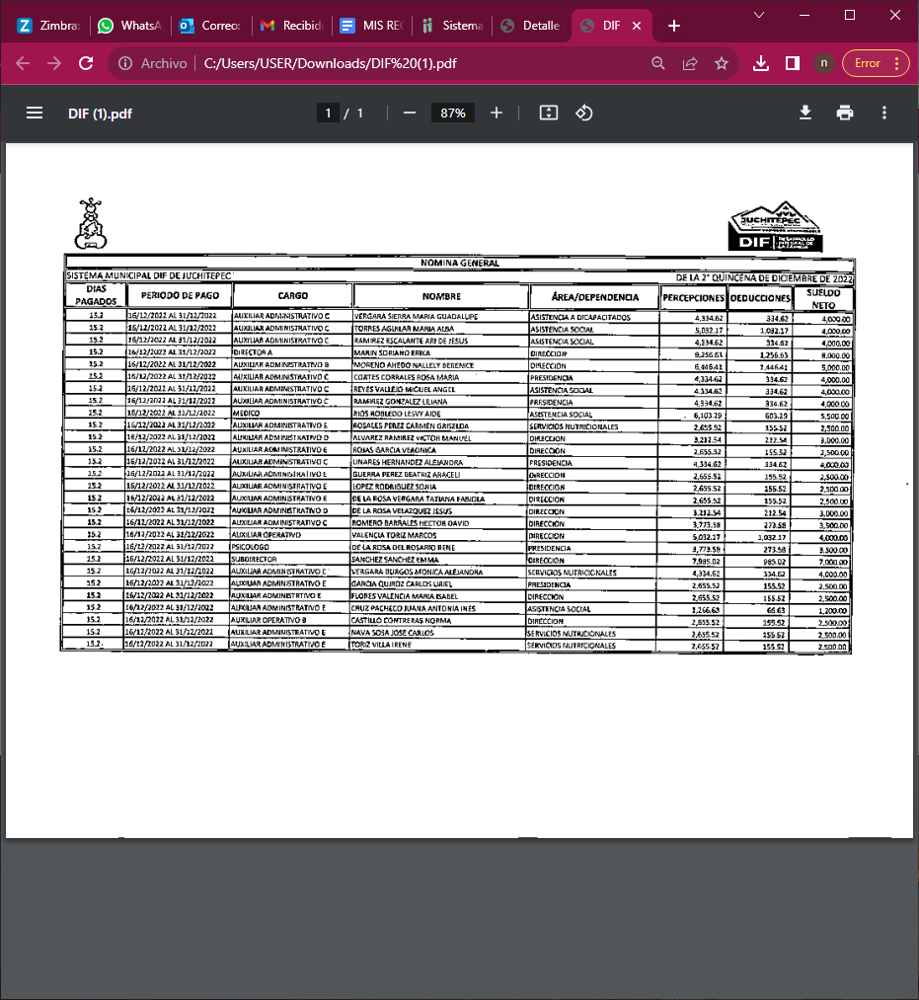 Zimbra: WhatsA Correo: Recibid MIS REC Sistema Detalle DIF
Archivo C:/Users/USER/Downloads/DIF%20(1).pdf n Error
DIF (1).pdf 1 / 1 87%
JUCHITEPEC
DIF DESARROLLO INTEGRAL DE LA FAMILIA
NOMINA GENERAL
SISTEMA MUNICIPAL DIF DE JUCHITEPEC DE LA 2° QUINCENA DE DICIEMBRE DE 2022
DIAS PAGADOS PERIODO DE PAGO CARGO NOMBRE ÁREA/DEPENDENCIA PERCEPCIONES DEDUCCIONES SUELDO NETO
15.2 16/12/2022 AL 31/12/2022 AUXILIAR ADMINISTRATIVO C VERGARA SIERRA MARIA GUADALUPE ASISTENCIA A DICAPACITADOS 4,334.62 334.62 4,000.00
15.2 16/12/2022 AL 31/12/2022 AUXILIAR ADMINISTRATIVO C TORRES AGUILAR MARIA ALBA ASISTENCIA SOCIAL 5,032.17 1,032.17 4,000.00
15.2 16/12/2022 AL 31/12/2022 AUXILIAR ADMINISTRATIVO C RAMIREZ ESCALANTE ARI DE JESUS ASISTENCIA SOCIAL 4,334.62 334.62 4,000.00
15.2 16/12/2022 AL 31/12/2022 DIRECTOR A MARIN SORIANO ERIKA DIRECCION 9,256.63 1,256.63 8,000.00
15.2 16/12/2022 AL 31/12/2022 AUXILIAR ADMINISTRATIVO B MORENO AHEDO NALLELY BERENICE DIRECCIÓN 6,446.41 1,446.41 5,000.00
15.2 16/12/2022 AL 31/12/2022 AUXILIAR ADMINISTRATIVO C CORTES CORRALES ROSA MARIA PRESIDENCIA 4,334.62 334.62 4,000.00
15.2 16/12/2022 AL 31/12/2022 AUXILIAR ADMINISTRATIVO C REYES VALLEJO MIGUEL ANGEL ASISTENCIA SOCIAL 4,334.62 334.62 4,000.00
15.2 16/12/2022 AL 31/12/2022 AUXILIAR ADMINISTRATIVO C RAMIREZ GONZALEZ LILIANA PRESIDENCIA 4,334.62 334.62 4,000.00
15.2 16/12/2022 AL 31/12/2022 MEDICO RIOS ROBLEDO LESVY AIDE ASISTENCIA SOCIAL 6,103.29 603.29 5,500.00
15.2 16/12/2022 AL 31/12/2022 AUXILIAR ADMINISTRATIVO E ROSALES PEREZ CARMEN GRISELDA SERVICIOS NUTRICIONALES 2,655.52 155.52 2,500.00
15.2 16/12/2022 AL 31/12/2022 AUXILIAR ADMINISTRATIVO D ALVAREZ RAMIREZ VICTOR MANUEL DIRECCIÓN 3,212.54 212.54 3,000.00
15.2 16/12/2022 AL 31/12/2022 AUXILIAR ADMINISTRATIVO E ROJAS GARCIA VERONICA DIRECCIÓN 2,655.52 155.52 2,500.00
15.2 16/12/2022 AL 31/12/2022 AUXILIAR ADMINISTRATIVO C LINARES HERNANDEZ ALEJANDRA PRESIDENCIA 4,334.62 334.62 4,000.00
15.2 16/12/2022 AL 31/12/2022 AUXILIAR ADMINISTRATIVO E GUERRA PEREZ BEATRIZ ARACELI DIRECCION 2,655.52 155.52 2,500.00
15.2 16/12/2022 AL 31/12/2022 AUXILIAR ADMINISTRATIVO E LOPEZ RODRIGUEZ SONIA DIRECCIÓN 2,655.52 155.52 2,500.00
15.2 16/12/2022 AL 31/12/2022 AUXILIAR ADMINISTRATIVO E DE LA ROSA VERGARA TATIANA FABIOLA DIRECCIÓN 2,655.52 155.52 2,500.00
15.2 16/12/2022 AL 31/12/2022 AUXILIAR ADMINISTRATIVO D DE LA ROSA VELAZQUEZ JESUS DIRECCIÓN 3,212.54 212.54 3,000.00
15.2 16/12/2022 AL 31/12/2022 AUXILIAR ADMINISTRATIVO C ROMERO BARRALES HECTOR DAVID DIRECCIÓN 3,773.58 273.58 3,500.00
15.2 16/12/2022 AL 31/12/2022 AUXILIAR OPERATIVO VALENCIA TORIZ MARCOS DIRECCIÓN 5,032.17 1,032.17 4,000.00
15.2 16/12/2022 AL 31/12/2022 PSICOLOGO DE LA ROSA DEL ROSARIO RENE PRESIDENCIA 3,773.58 273.58 3,500.00
15.2 16/12/2022 AL 31/12/2022 SUBDIRECTOR SANCHEZ SANCHEZ EMMA DIRECCIÓN 7,985.02 985.02 7,000.00
15.2 16/12/2022 AL 31/12/2022 AUXILIAR ADMINISTRATIVO C VERGARA BURGOS MONICA ALEJANDRA SERVICIOS NUTRICIONALES 4,334.62 334.62 4,000.00
15.2 16/12/2022 AL 31/12/2022 AUXILIAR ADMINISTRATIVO E GARCIA QUIROZ CARLOS URIEL PRESIDENCIA 2,655.52 155.52 2,500.00
15.2 16/12/2022 AL 31/12/2022 AUXILIAR ADMINISTRTIVO E FLORES VALENCIA MARIA ISABEL DIRECCIÓN 2,655.52 155.52 2,500.00
15.2 16/12/2022 AL 31/12/2022 AUXILIAR ADMINISTRATIVO E CRUZ PACHECO JUANA ANTONIA INES ASISTENCIA SOCIAL 1,266.63 66.63 1,200.00
15.2 16/12/2022 AL 31/12/2022 AUXILIAR OPERATIVO B CASTILLO CONTRERAS NORMA DIRECCIÓN 2,655.52 155.52 2,500.00
15.2 16/12/2022 AL 31/12/2022 AUXILIAR ADMINISTRATIVO E NAVA SOSA JOSE CARLOS SERVICIOS NUTRICIONALES 2,655.52 155.52 2,500.00
15.2 16/12/2022 AL 31/12/2022 AUXILIAR ADMINISTRATIVO E TORIZ VILLA IRENE SERVICIOS NUTRICIONALES 2,655.52 155.52 2,500.00